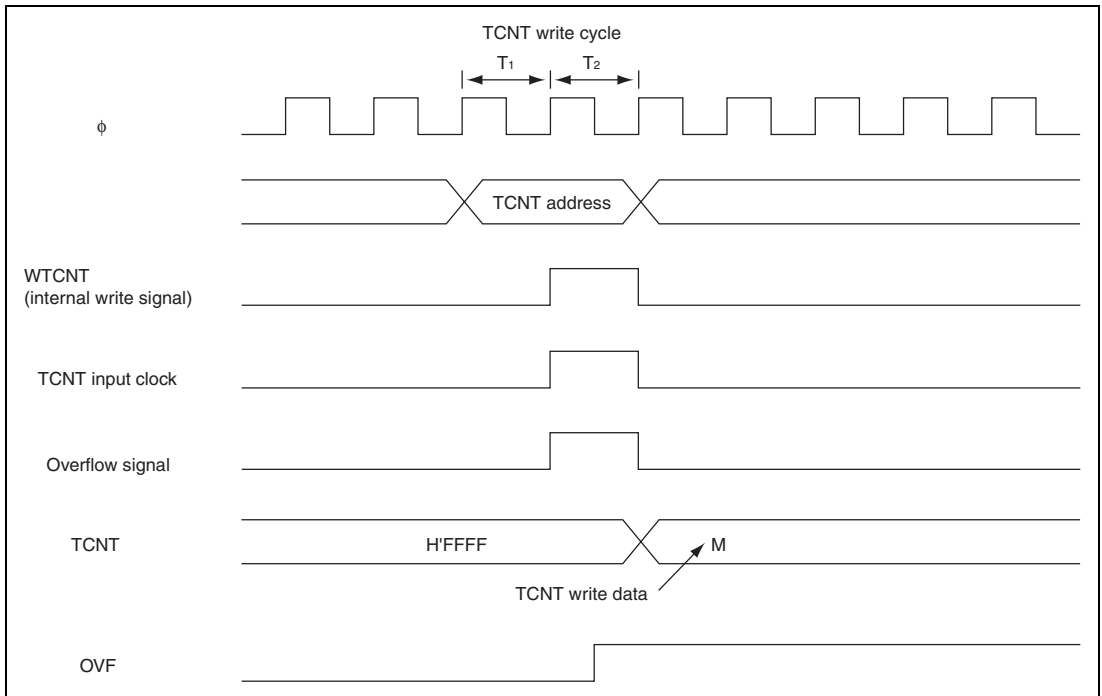 TCNT write cycle
T1 T2
ϕ
TCNT address
WTCNT
(internal write signal)
TCNT input clock
Overflow signal
TCNT H'FFFF M
TCNT write data
OVF